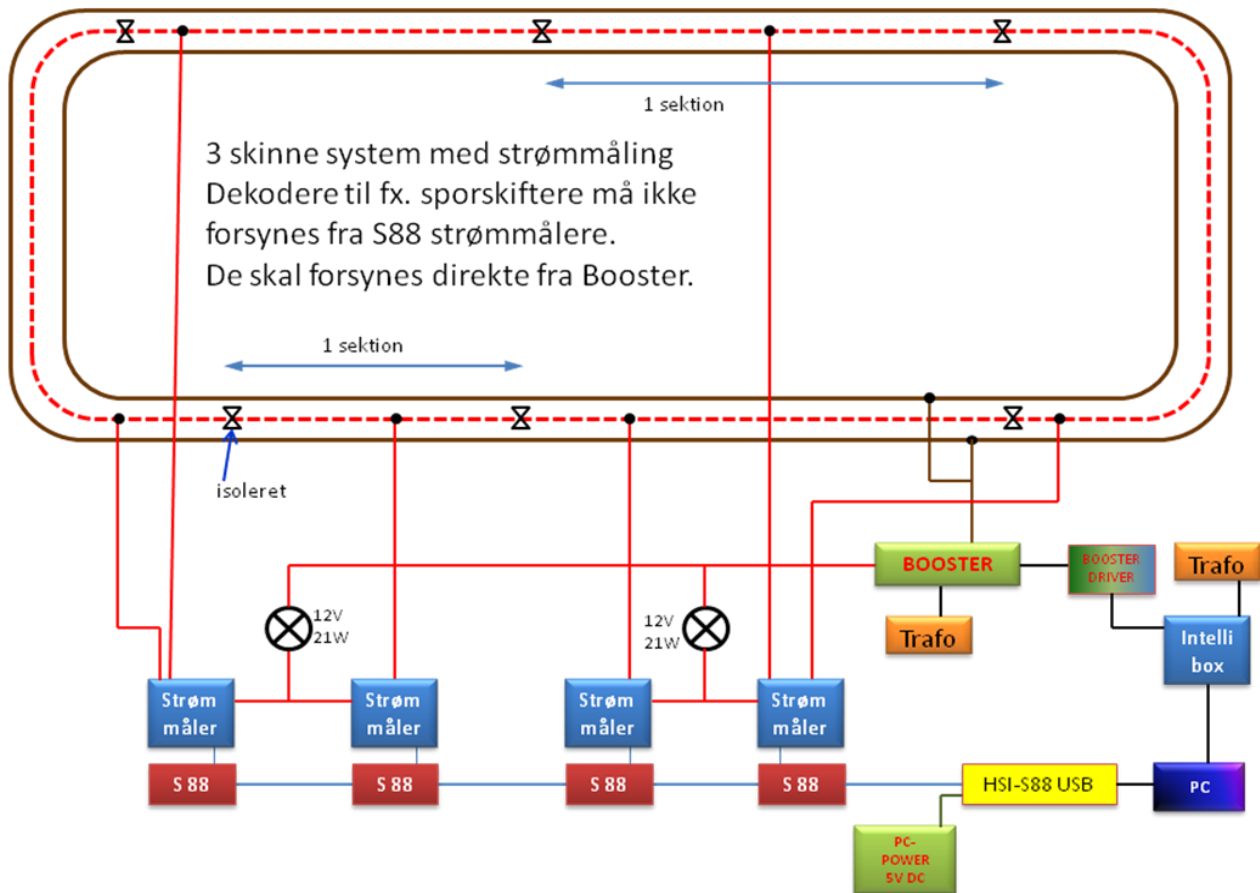 1 sektion
3 skinne system med strømmåling
Dekodere til fx. sporskiftere må ikke
forsynes fra S88 strømmålere.
De skal forsynes direkte fra Booster.
1 sektion
isoleret
BOOSTER
BOOSTER
DRIVER
Trafo
12V
21W
12V
21W
Trafo
Intelli
box
Strøm
måler
Strøm
måler
Strøm
måler
Strøm
måler
S 88
S 88
S 88
S 88
HSI-S88 USB
PC
PC-
POWER
5V DC